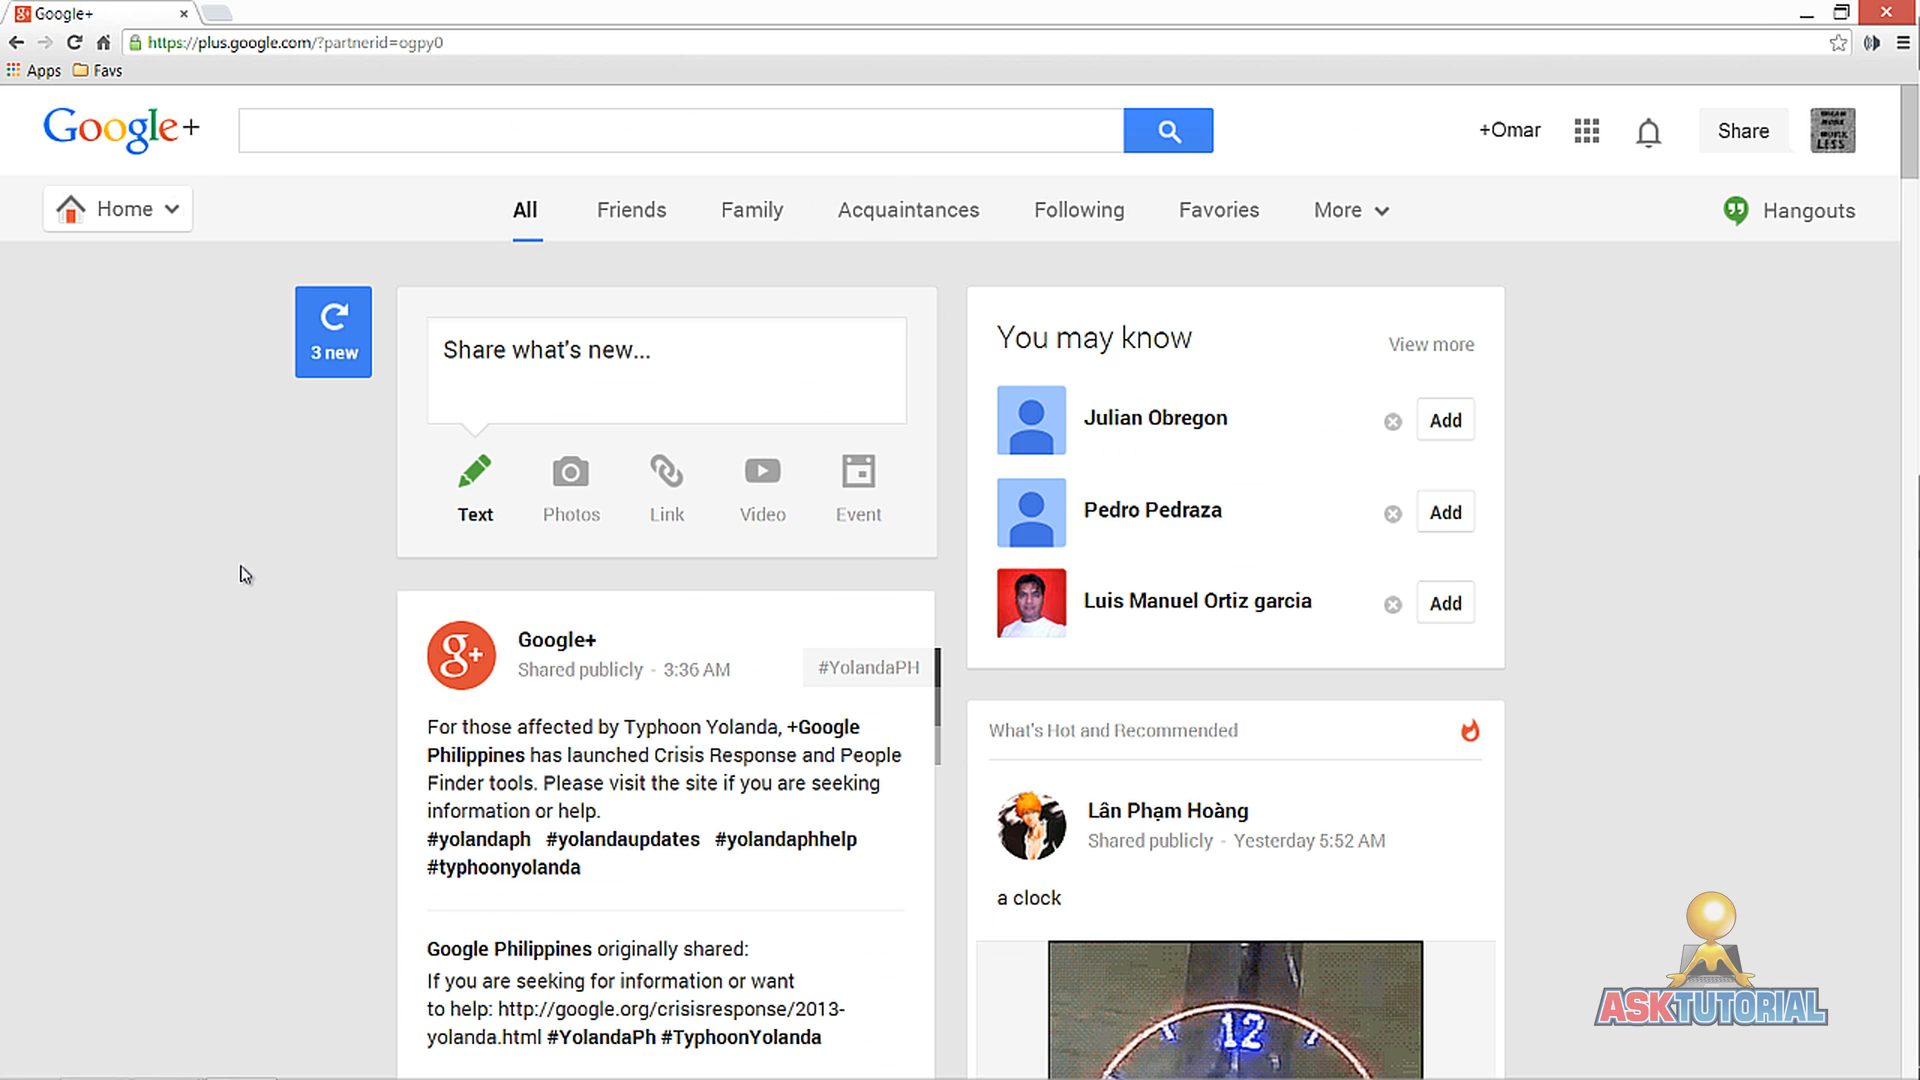 Google+
https://plus.google.com/?partnerid=ogpy0
Apps
Favs
Google+
+Omar
Share
DREAM
MORE
WORK
LESS
Home
All
Friends
Family
Acquaintances
Following
Favorites
More
Hangouts
3 new
Share what's new...
Text
Photos
Link
Video
Event
You may know
View more
Julian Obregon
Add
Pedro Pedraza
Add
Luis Manuel Ortiz garcia
Add
g+
Google+
Shared publicly - 3:36 AM
#YolandaPH
For those affected by Typhoon Yolanda, +Google
Philippines has launched Crisis Response and People
Finder tools. Please visit the site if you are seeking
information or help.
#yolandaph #yolandaupdates #yolandaphhelp
#typhoonyolanda
Google Philippines originally shared:
If you are seeking for information or want
to help: http://google.org/crisisresponse/2013-
yolanda.html #YolandaPh #TyphoonYolanda
What's Hot and Recommended
Lân Phạm Hoàng
Shared publicly - Yesterday 5:52 AM
a clock
12
ASKTUTORIAL